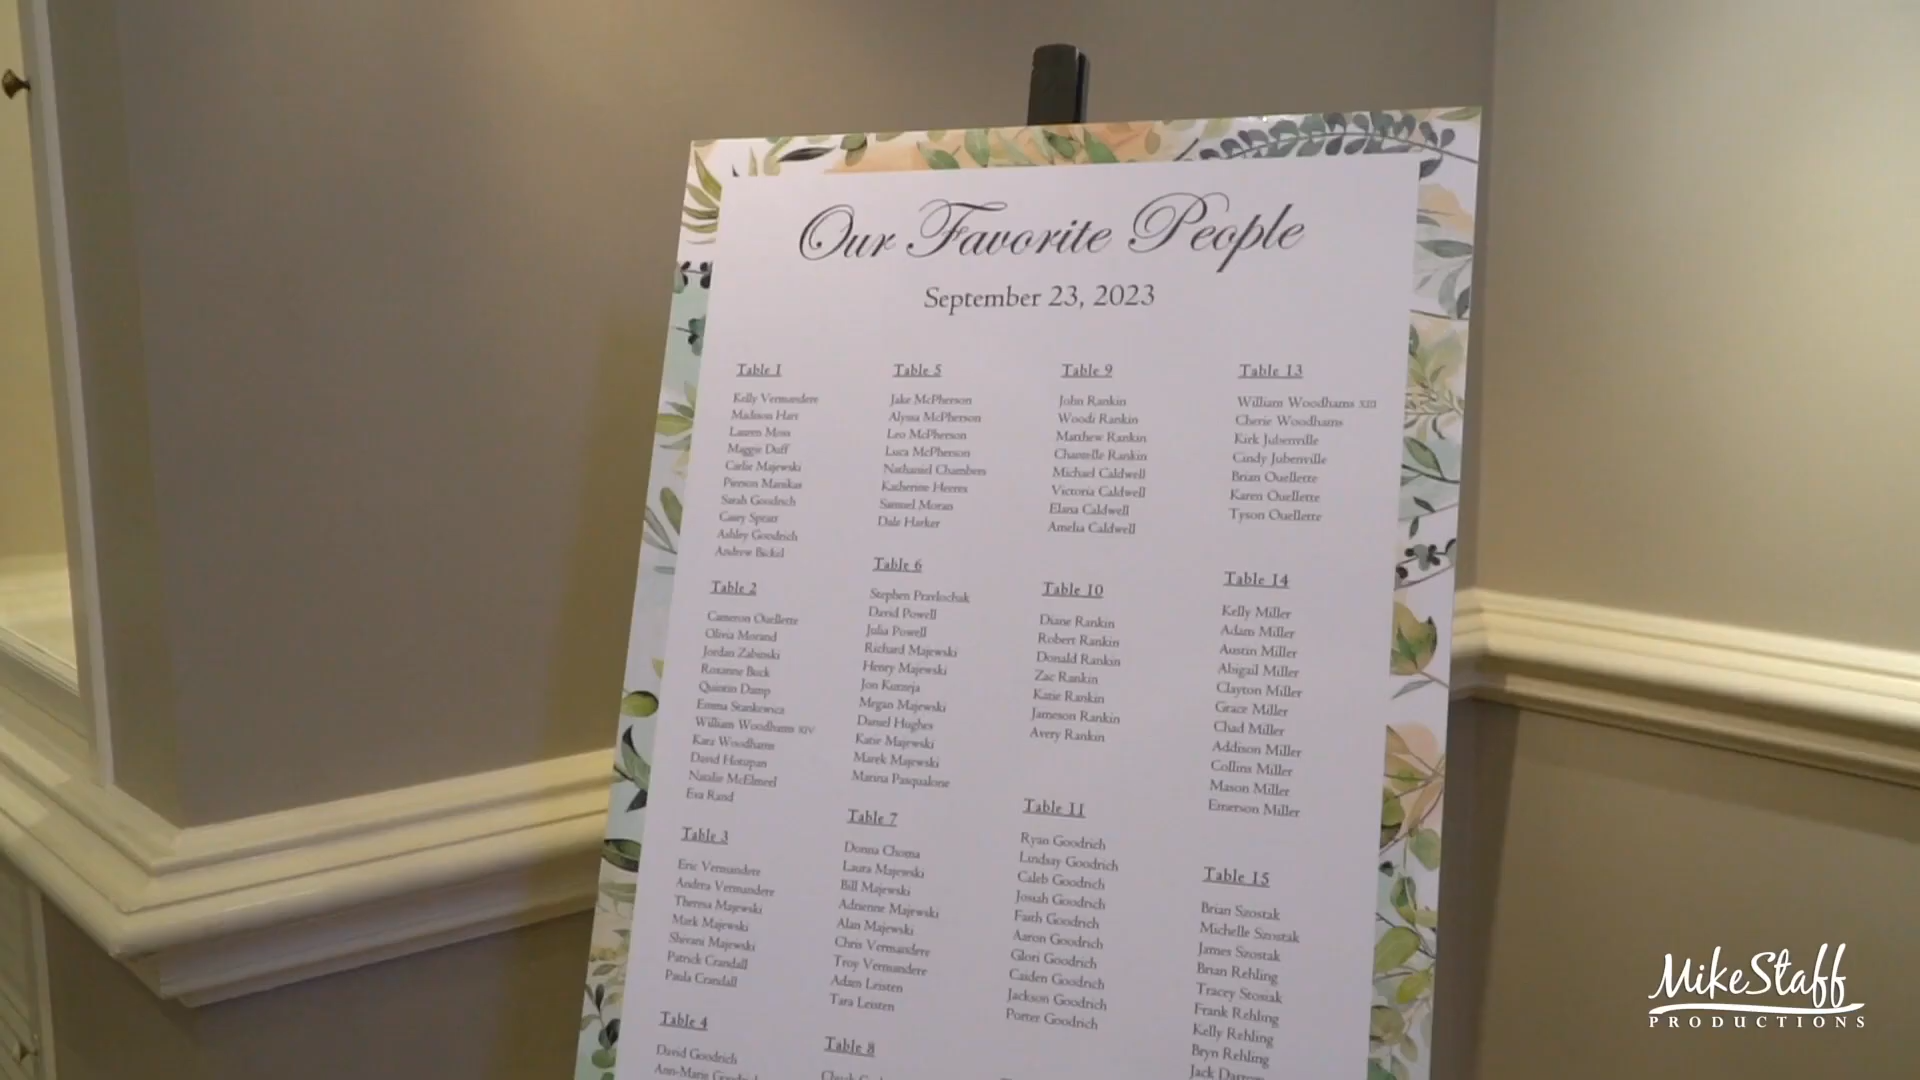 Our Favorite People
September 23, 2023
Table 1
Kelly Vermandere
Madison Hart
Lauren Moss
Maggie Duff
Carlie Majewski
Pierson Manikas
Sarah Goodrich
Casey Spear
Ashley Goodrich
Andrew Bickel
Table 2
Cameron Ouellette
Olivia Morand
Jordan Zabinski
Roxanne Buck
Quintin Damp
Emma Stankewicz
William Woodhams XIV
Kara Woodhams
David
Natalie McElmeel
Eva Rand
Table 3
Eric Vermandere
Andrea Vermandere
Theresa Majewski
Mark Majewski
Sherani Majewski
Patrick Crandall
Paula Crandall
Table 4
David Goodrich
Table 5
Jake McPherson
Alyssa McPherson
Leo McPherson
Luca McPherson
Nathaniel Chambers
Katherine Heeres
Samuel Moran
Dale Harker
Table 6
Stephen
David Powell
Julia Powell
Richard Majewski
Henry Majewski
Jon Kurzeja
Megan Majewski
Daniel Hughes
Katie Majewski
Marek Majewski
Marina Pasqualone
Table 7
Donna Choma
Laura Majewski
Bill Majewski
Adrienne Majewski
Alan Majewski
Chris Vermandere
Troy Vermandere
Adam Leisten
Tara Leisten
Table 8
Table 9
John Rankin
Woodi Rankin
Matthew Rankin
Chantelle Rankin
Michael Caldwell
Victoria Caldwell
Elana Caldwell
Amelia Caldwell
Table 10
Diane Rankin
Robert Rankin
Donald Rankin
Zac Rankin
Katie Rankin
Jameson Rankin
Avery Rankin
Table 11
Ryan Goodrich
Lindsay Goodrich
Caleb Goodrich
Josiah Goodrich
Faith Goodrich
Aaron Goodrich
Glori Goodrich
Caiden Goodrich
Jackson Goodrich
Porter Goodrich
Table 13
William Woodhams XIII
Cherie Woodhams
Kirk Jubenville
Cindy Jubenville
Brian Ouellette
Karen Ouellette
Tyson Ouellette
Table 14
Kelly Miller
Adam Miller
Austin Miller
Abigail Miller
Clayton Miller
Grace Miller
Chad Miller
Addison Miller
Collins Miller
Mason Miller
Emerson Miller
Table 15
Brian Szostak
Michelle Szostak
James Szostak
Brian Rehling
Tracey Stosiak
Frank Rehling
Kelly Rehling
Bryn Rehling
Jack
MikeStaff
PRODUCTIONS